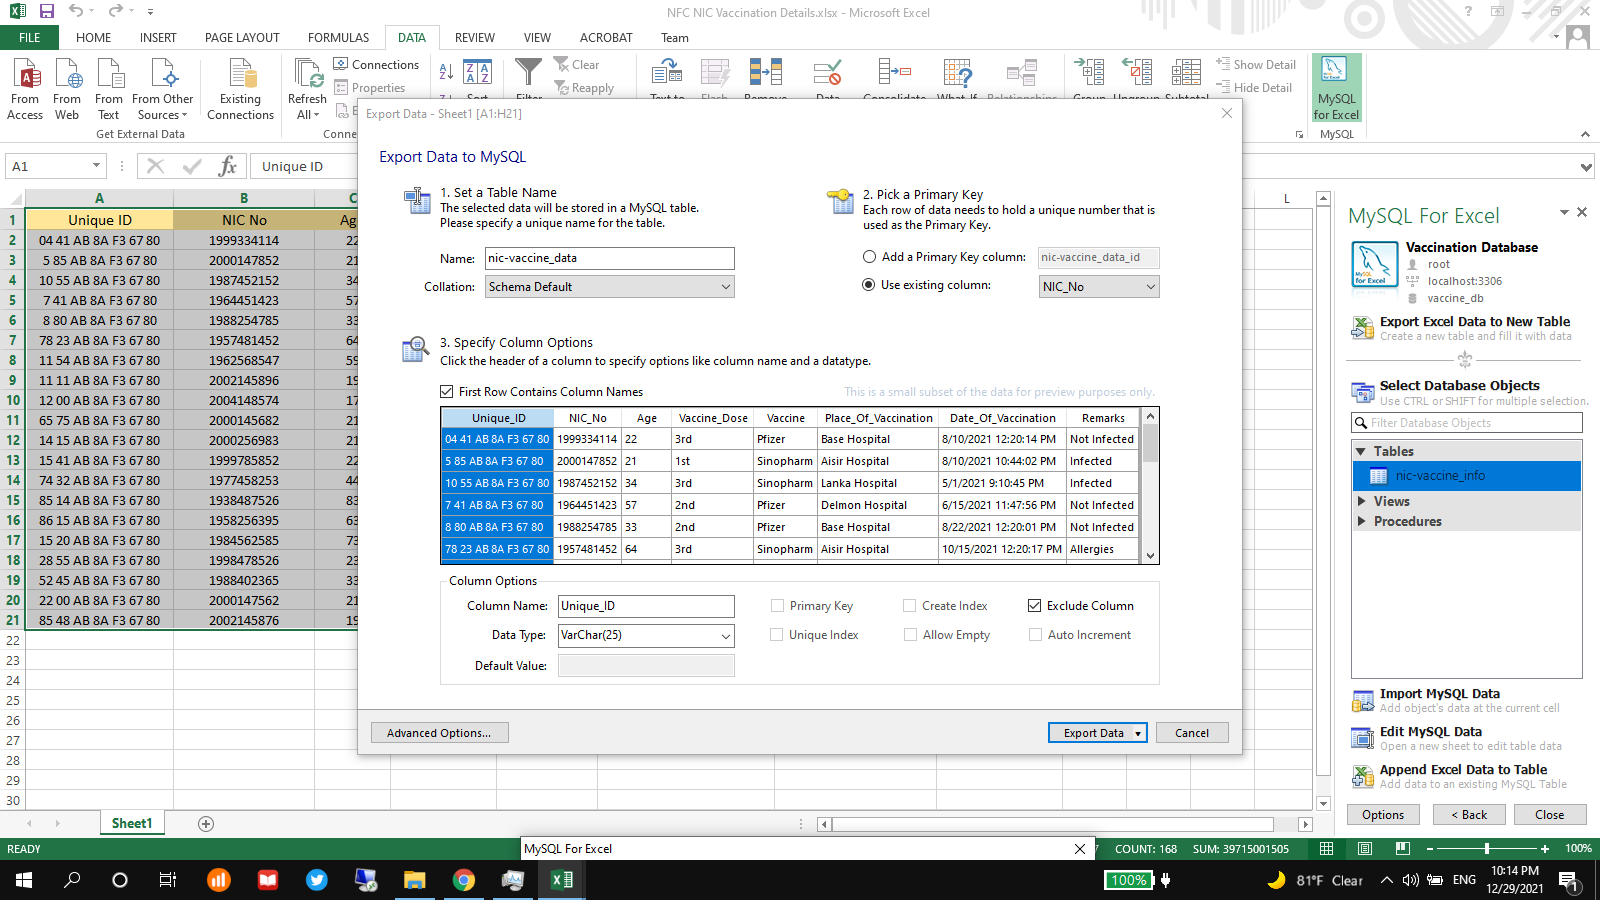 NFC NIC Vaccination Details.xlsx - Microsoft Excel
FILE HOME INSERT PAGE LAYOUT FORMULAS DATA REVIEW VIEW ACROBAT Team
From Access
From Web
From Text
From Other Sources
Existing Connections
Get External Data
Refresh All
Connections
Properties
Clear
Reapply
Show Detail
Hide Detail
MySQL for Excel
MySQL
A1
Unique ID
A B C L
1 Unique ID NIC No
2 04 41 AB 8A F3 67 80 1999334114 22
3 5 85 AB 8A F3 67 80 2000147852 21
4 10 55 AB 8A F3 67 80 1987452152 34
5 7 41 AB 8A F3 67 80 1964451423 57
6 8 80 AB 8A F3 67 80 1988254785 33
7 78 23 AB 8A F3 67 80 1957481452 64
8 11 54 AB 8A F3 67 80 1962568547 59
9 11 11 AB 8A F3 67 80 2002145896 19
10 12 00 AB 8A F3 67 80 2004148574 17
11 65 75 AB 8A F3 67 80 2000145682 21
12 14 15 AB 8A F3 67 80 2000256983 21
13 15 41 AB 8A F3 67 80 1999785852 22
14 74 32 AB 8A F3 67 80 1977458253 44
15 85 14 AB 8A F3 67 80 1938487526 83
16 86 15 AB 8A F3 67 80 1958256395 63
17 15 20 AB 8A F3 67 80 1984562585 73
18 28 55 AB 8A F3 67 80 1998478526 23
19 52 45 AB 8A F3 67 80 1988402365 33
20 22 00 AB 8A F3 67 80 2000147562 21
21 85 48 AB 8A F3 67 80 2002145876 19
22
23
24
25
26
27
28
29
30
Export Data - Sheet1 [A1:H21]
Export Data to MySQL
1. Set a Table Name
The selected data will be stored in a MySQL table.
Please specify a unique name for the table.
Name: nic-vaccine_data
Collation: Schema Default
2. Pick a Primary Key
Each row of data needs to hold a unique number that is
used as the Primary Key.
Add a Primary Key column: nic-vaccine_data_id
Use existing column: NIC_No
3. Specify Column Options
Click the header of a column to specify options like column name and a datatype.
First Row Contains Column Names
This is a small subset of the data for preview purposes only.
Unique_ID NIC_No Age Vaccine_Dose Vaccine Place_Of_Vaccination Date_Of_Vaccination Remarks
04 41 AB 8A F3 67 80 1999334114 22 3rd Pfizer Base Hospital 8/10/2021 12:20:14 PM Not Infected
5 85 AB 8A F3 67 80 2000147852 21 1st Sinopharm Aisir Hospital 8/10/2021 10:44:02 PM Infected
10 55 AB 8A F3 67 80 1987452152 34 3rd Sinopharm Lanka Hospital 5/1/2021 9:10:45 PM Infected
7 41 AB 8A F3 67 80 1964451423 57 2nd Pfizer Delmon Hospital 6/15/2021 11:47:56 PM Not Infected
8 80 AB 8A F3 67 80 1988254785 33 2nd Pfizer Base Hospital 8/22/2021 12:20:01 PM Not Infected
78 23 AB 8A F3 67 80 1957481452 64 3rd Sinopharm Aisir Hospital 10/15/2021 12:20:17 PM Allergies
Column Options
Column Name: Unique_ID Primary Key Create Index Exclude Column
Data Type: VarChar(25) Unique Index Allow Empty Auto Increment
Default Value:
Advanced Options... Export Data Cancel
MySQL For Excel
Vaccination Database
root
localhost:3306
vaccine_db
Export Excel Data to New Table
Create a new table and fill it with data
Select Database Objects
Use CTRL or SHIFT for multiple selection.
Filter Database Objects
Tables
nic-vaccine_info
Views
Procedures
Import MySQL Data
Add object's data at the current cell
Edit MySQL Data
Open a new sheet to edit table data
Append Excel Data to Table
Add data to an existing MySQL Table
Options < Back Close
Sheet1
READY
MySQL For Excel
COUNT: 168 SUM: 39715001505
100%
100%
81°F Clear
ENG
10:14 PM
12/29/2021
1